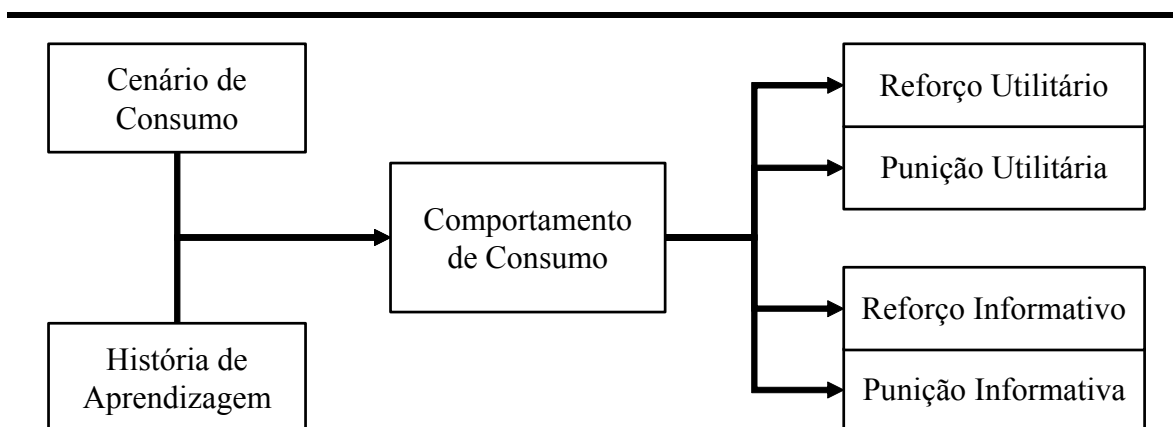 Cenário de
Consumo
História de
Aprendizagem
Comportamento
de Consumo
Reforço Utilitário
Punição Utilitária
Reforço Informativo
Punição Informativa